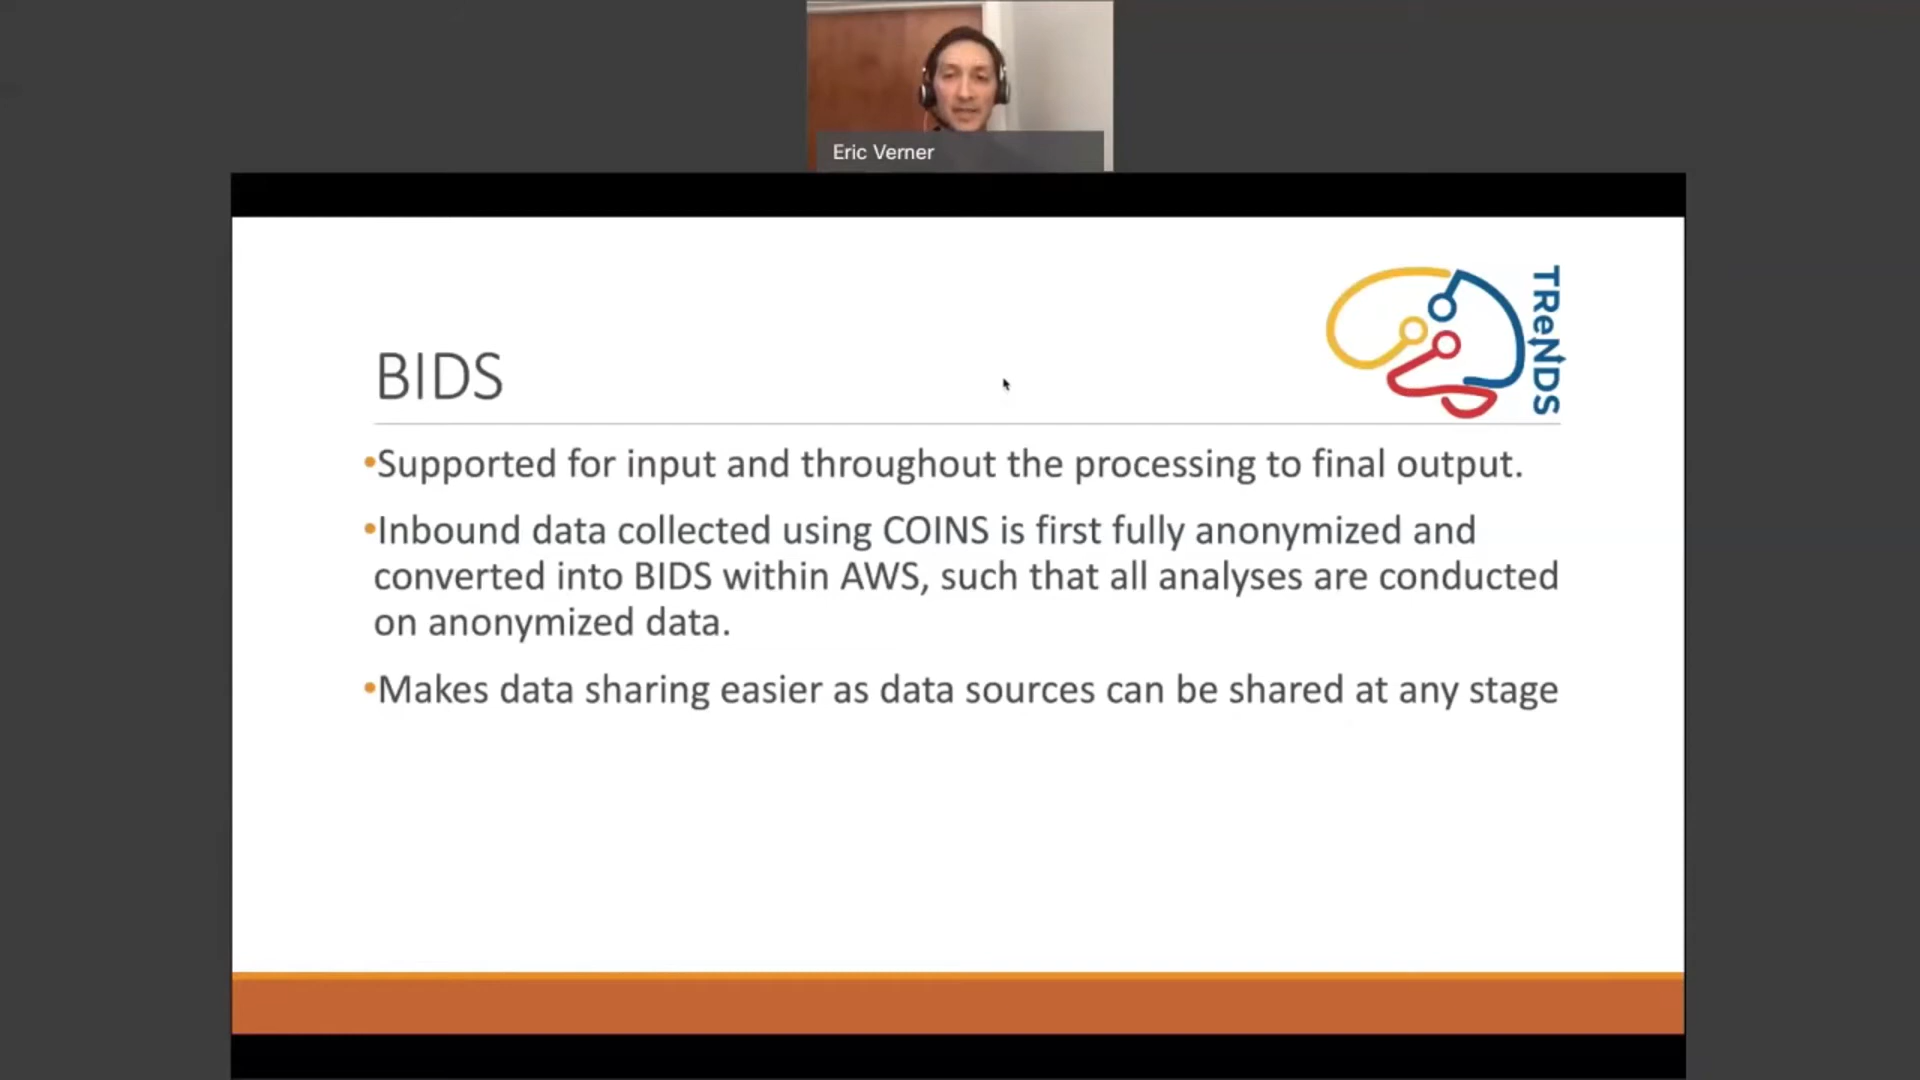 Eric Verner
TReNDS
BIDS
•Supported for input and throughout the processing to final output.
•Inbound data collected using COINS is first fully anonymized and
converted into BIDS within AWS, such that all analyses are conducted
on anonymized data.
•Makes data sharing easier as data sources can be shared at any stage